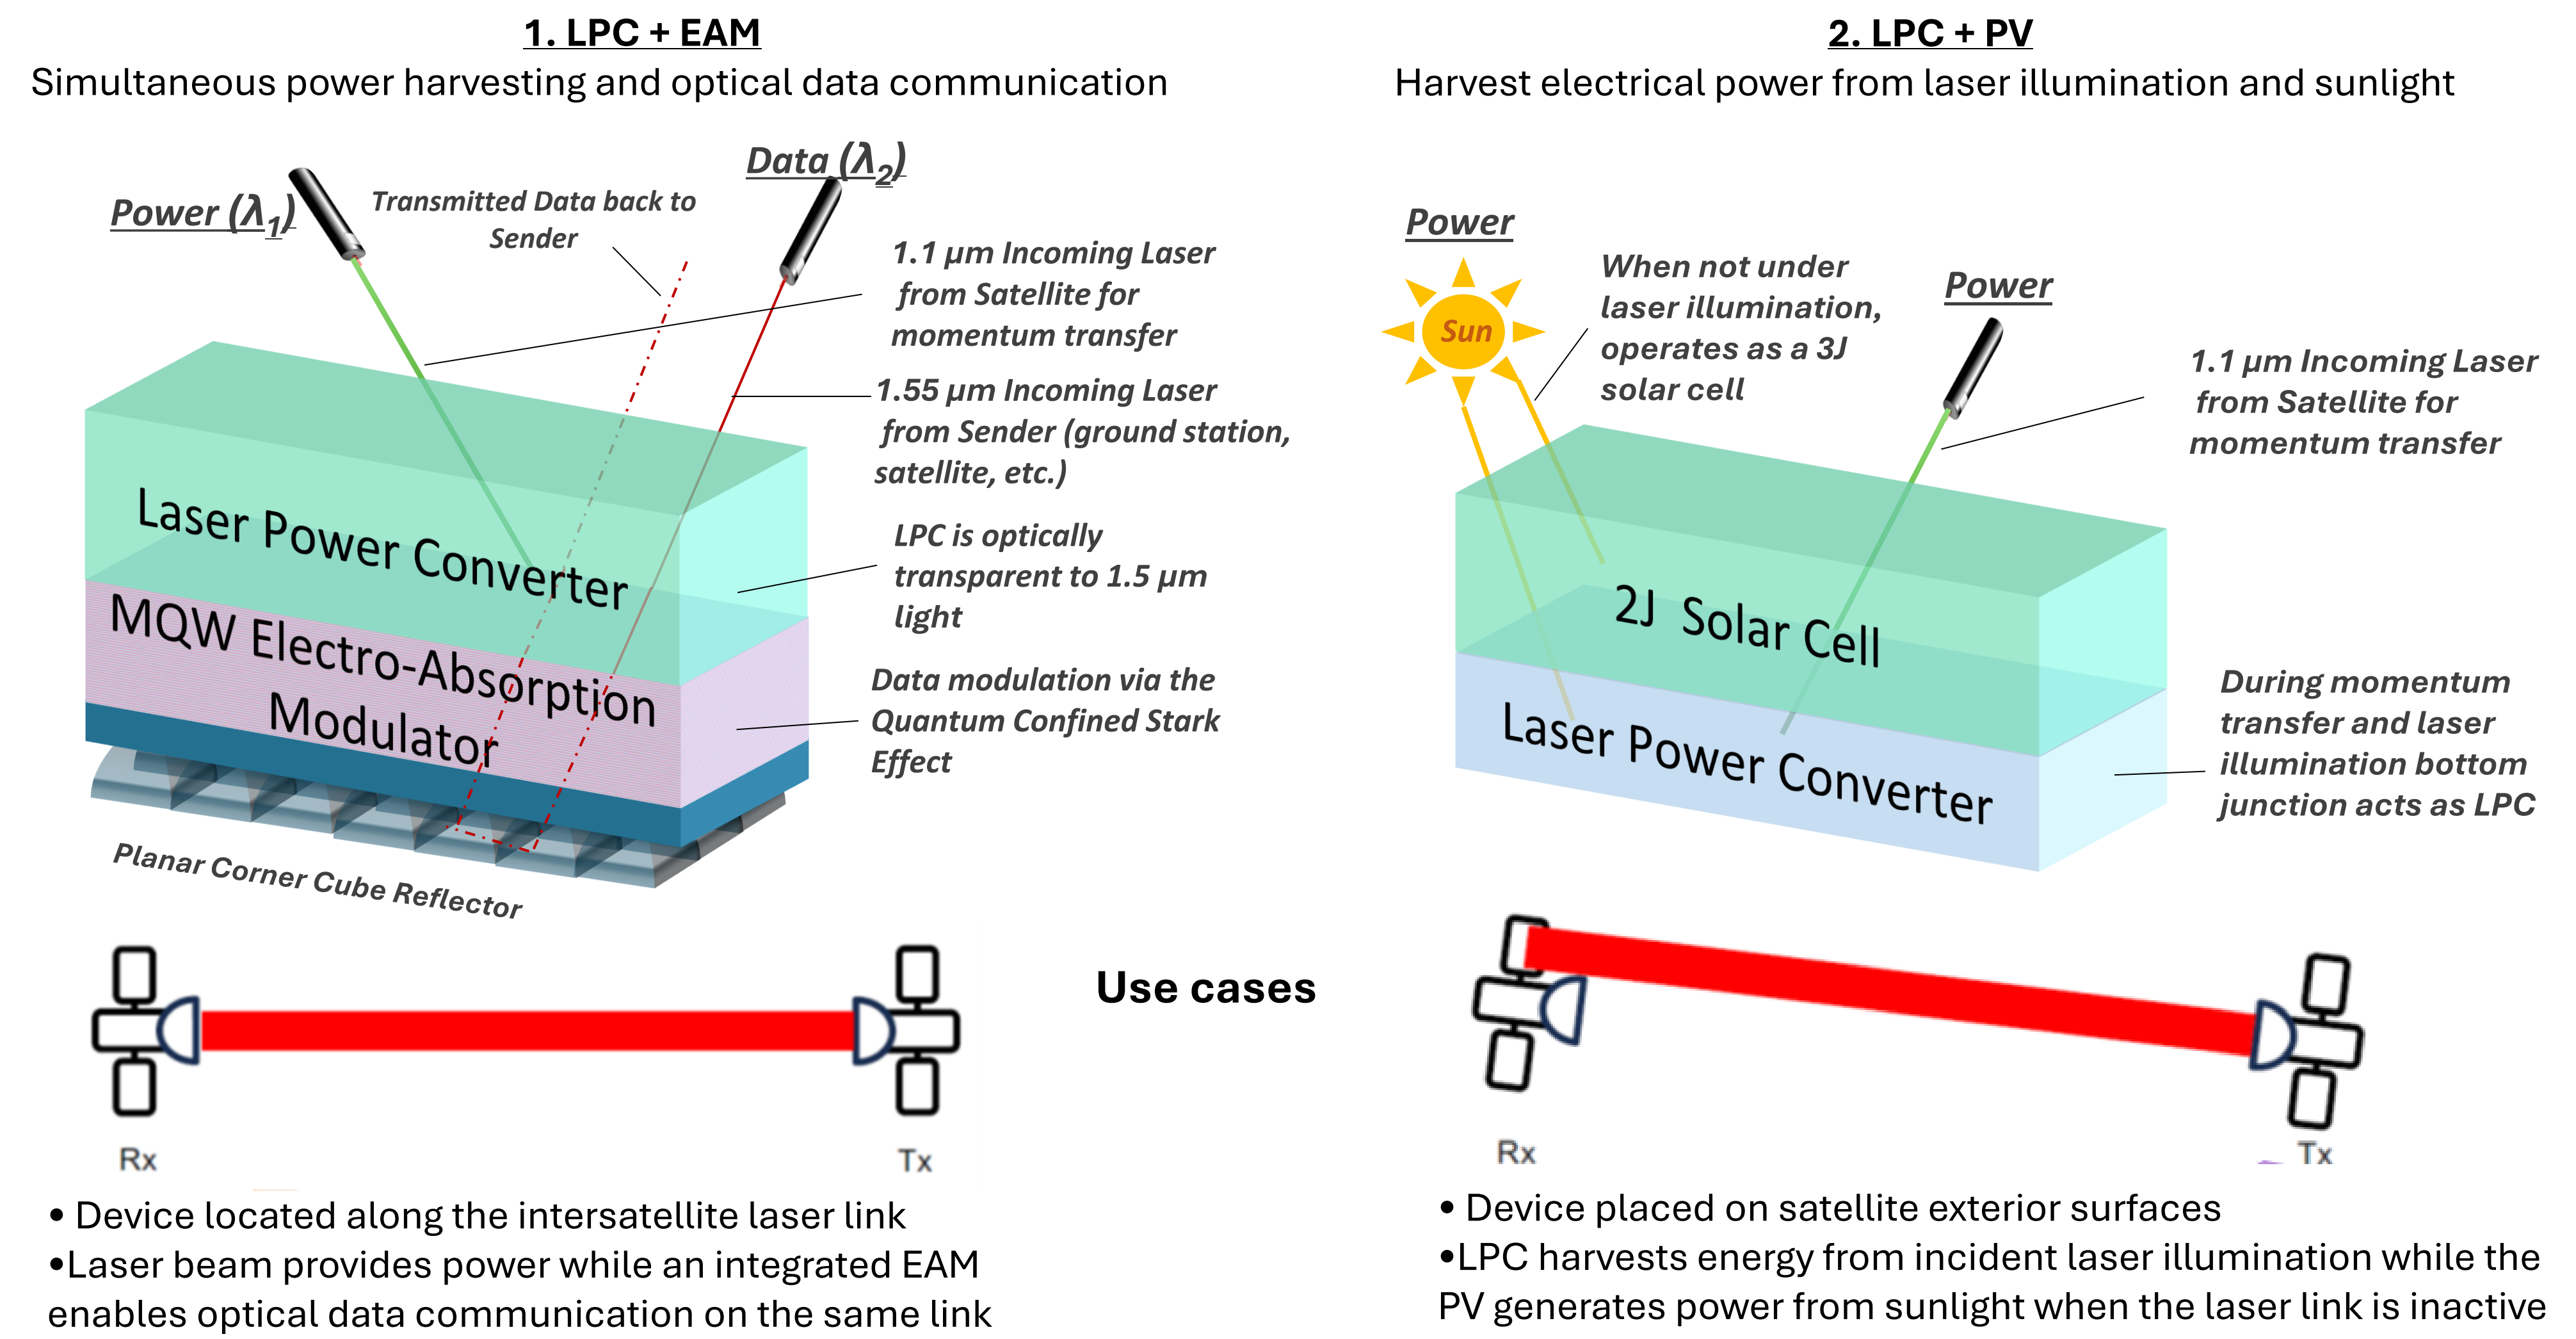 1. LPC + EAM
Simultaneous power harvesting and optical data communication
Power (λ1)
Transmitted Data back to
Sender
Data (λ2)
1.1 µm Incoming Laser
from Satellite for
momentum transfer
1.55 µm Incoming Laser
from Sender (ground station,
satellite, etc.)
LPC is optically
transparent to 1.5 µm
light
Data modulation via the
Quantum Confined Stark
Effect
Laser Power Converter
MQW Electro-Absorption
Modulator
Planar Corner Cube Reflector
2. LPC + PV
Harvest electrical power from laser illumination and sunlight
Power
Sun
When not under
laser illumination,
operates as a 3J
solar cell
Power
1.1 µm Incoming Laser
from Satellite for
momentum transfer
2J Solar Cell
Laser Power Converter
During momentum
transfer and laser
illumination bottom
junction acts as LPC
Use cases
Rx
Tx
• Device located along the intersatellite laser link
•Laser beam provides power while an integrated EAM
enables optical data communication on the same link
Rx
Tx
• Device placed on satellite exterior surfaces
•LPC harvests energy from incident laser illumination while the
PV generates power from sunlight when the laser link is inactive